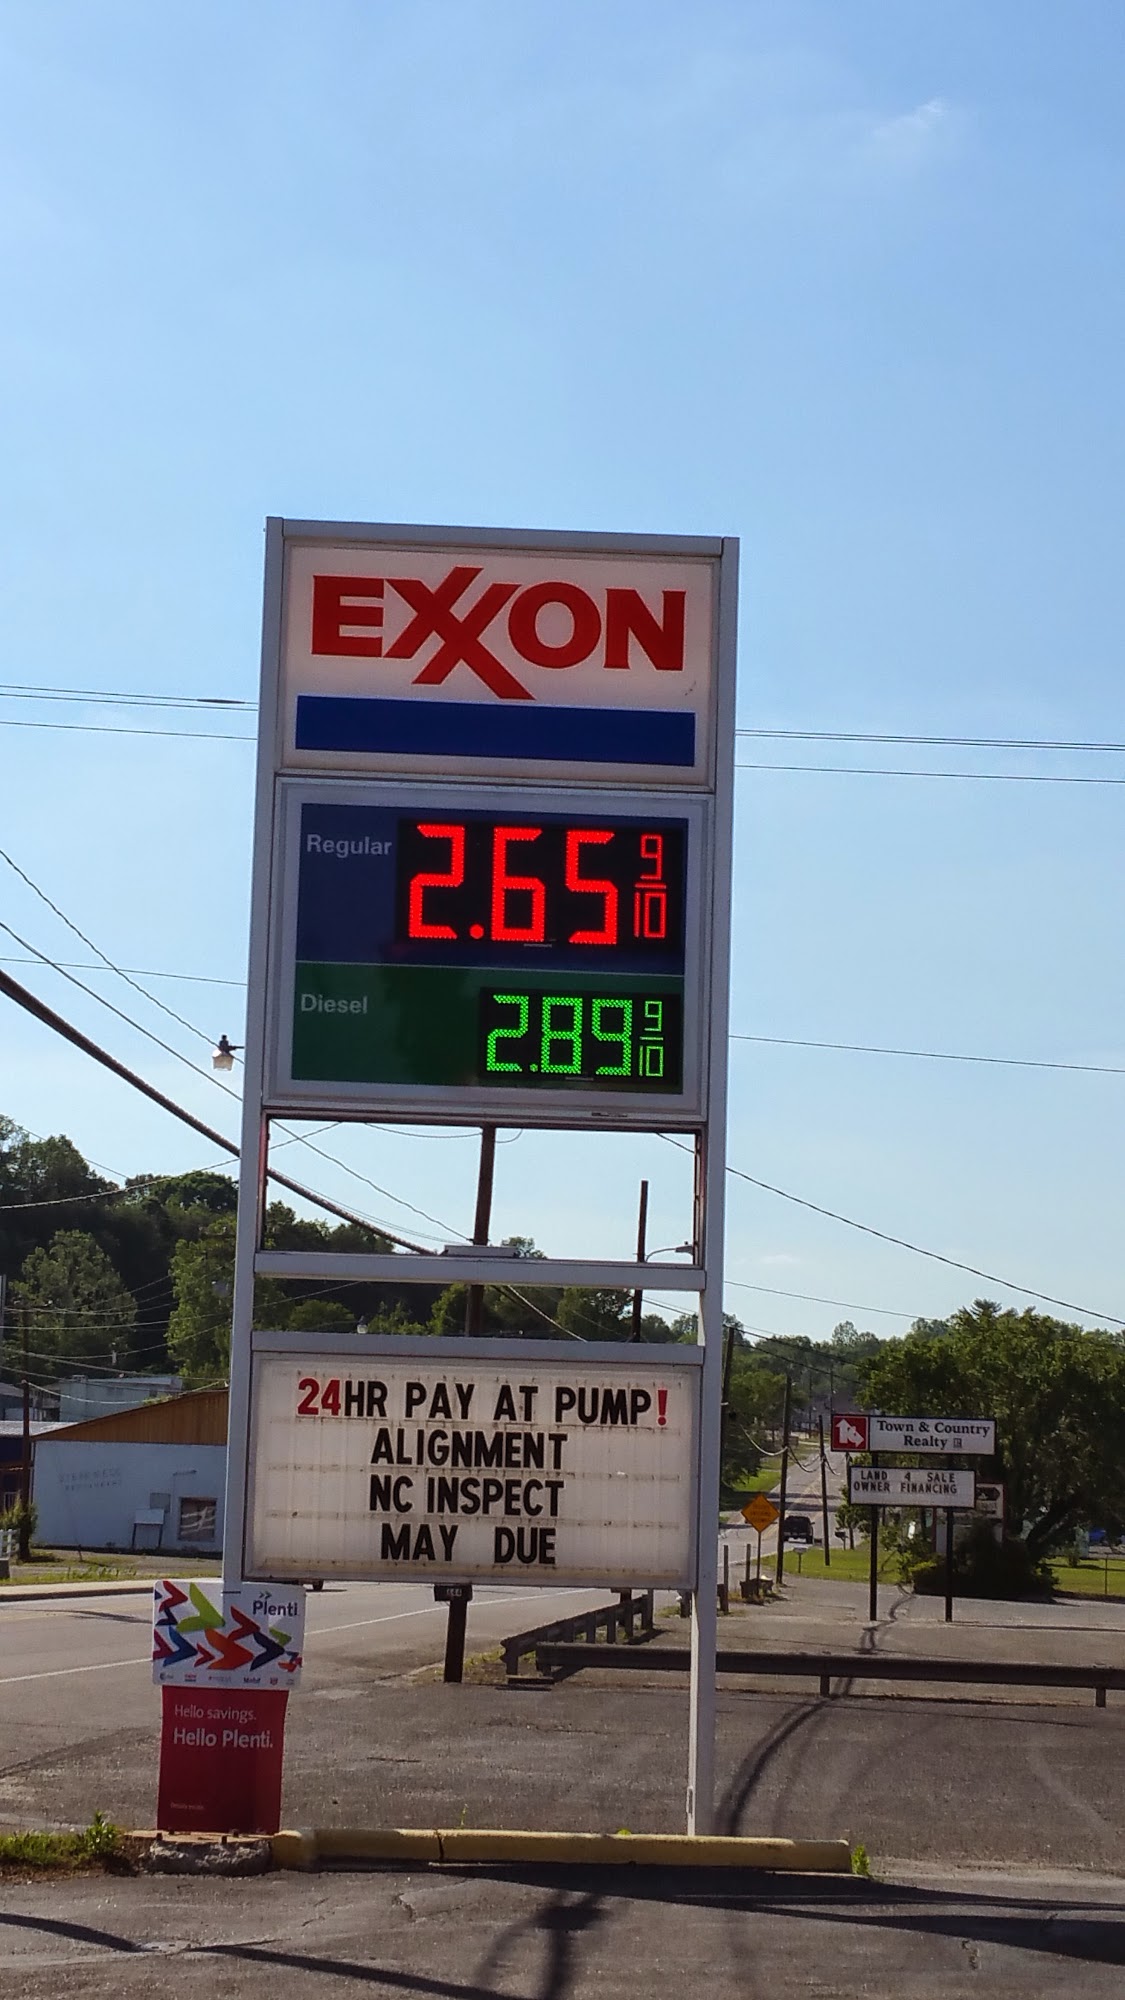 EXXON
Regular 2.65 9/10
Diesel 2.89 9/10
24HR PAY AT PUMP!
ALIGNMENT
NC INSPECT
MAY DUE
Town & Country
Realty
LAND 4 SALE
OWNER FINANCING
Plenti
Mobil
Hello savings.
Hello Plenti.